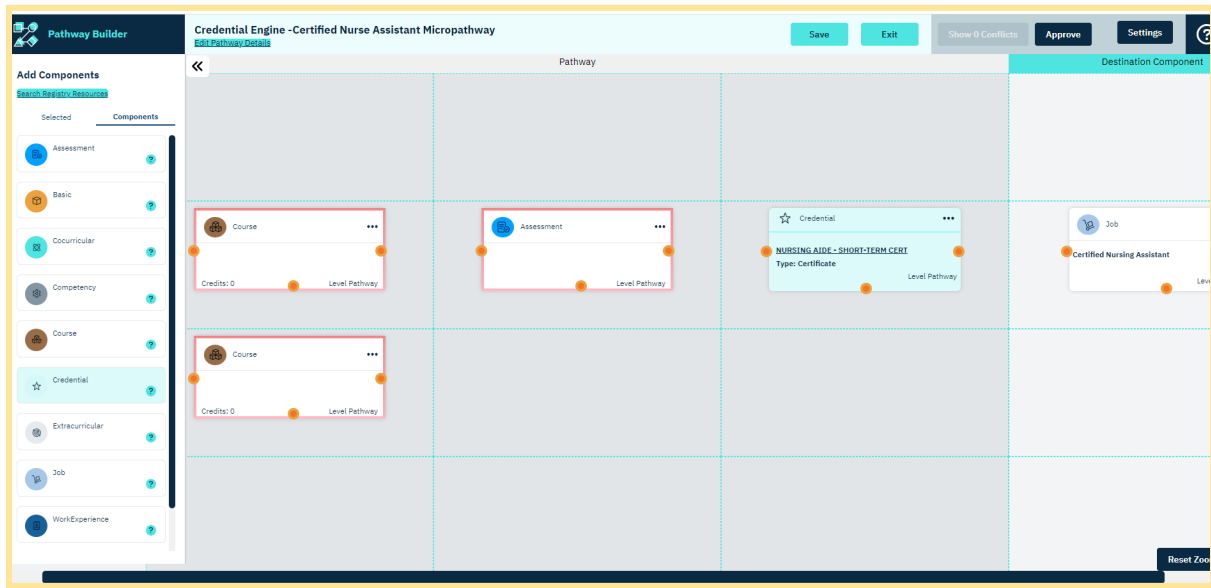 Pathway Builder
Credential Engine -Certified Nurse Assistant Micropathway
Edit Pathway Details
Save
Exit
Show 0 Conflicts
Approve
Settings
?
Add Components
Search Registry Resources
Selected
Components
Assessment
?
Basic
?
Cocurricular
?
Competency
?
Course
?
Credential
?
Extracurricular
?
Job
?
WorkExperience
?
Pathway
Destination Component
Course
Credits: 0
Level Pathway
Assessment
Level Pathway
Credential
NURSING AIDE - SHORT-TERM CERT
Type: Certificate
Level Pathway
Job
Certified Nursing Assistant
Course
Credits: 0
Level Pathway
Reset Zoo